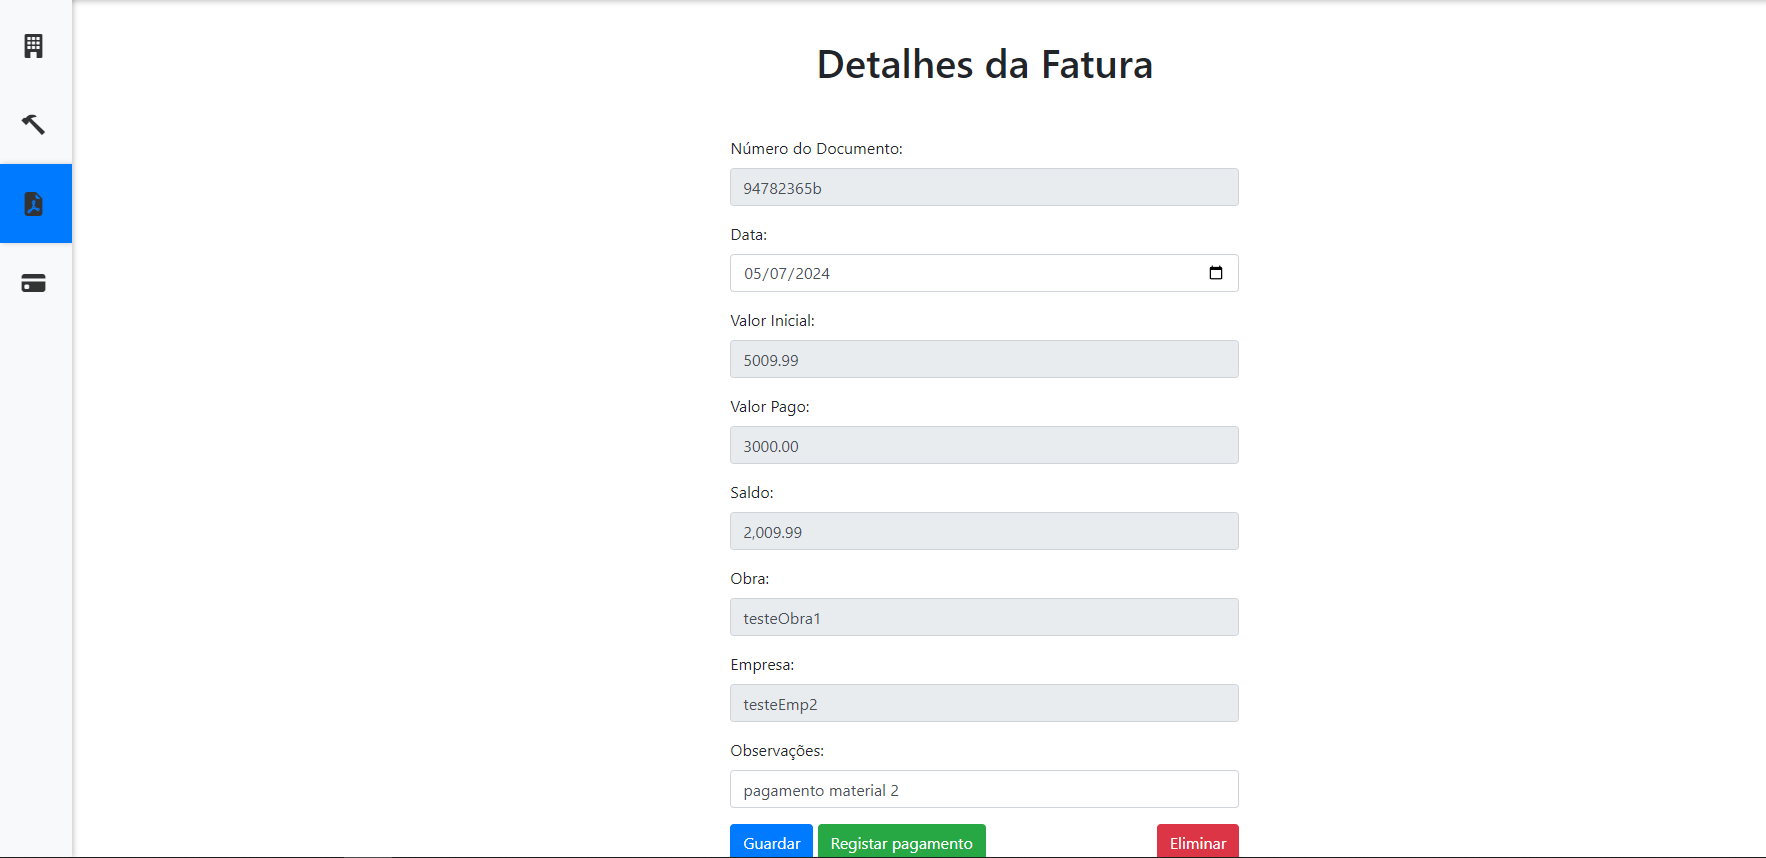 Detalhes da Fatura
Número do Documento:
94782365b
Data:
05/07/2024
Valor Inicial:
5009.99
Valor Pago:
3000.00
Saldo:
2,009.99
Obra:
testeObra1
Empresa:
testeEmp2
Observações:
pagamento material 2
Guardar Registar pagamento Eliminar